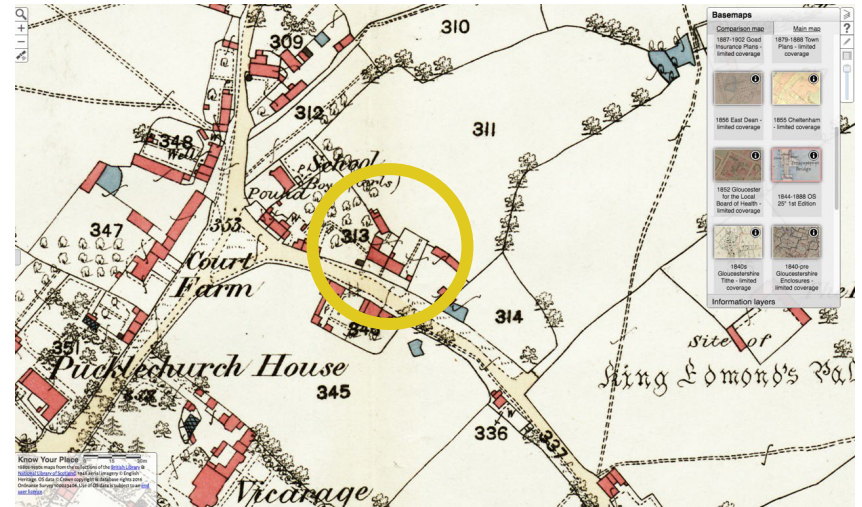 310
309
312
311
348
Well
School
(Boys & Girls)
Pound
313
347
333
Court
Farm
314
346
351
Pucklechurch House
345
336
337
Site of
King Edmond's Pal
Vicarage
W
Basemaps
Comparison map
Main map
1887-1902 Goad
Insurance Plans -
limited coverage
1879-1888 Town
Plans - limited
coverage
1856 East Dean -
limited coverage
1855 Cheltenham
- limited coverage
1852 Gloucester
for the Local
Board of Health -
limited coverage
1844-1888 OS
25" 1st Edition
1840s
Gloucestershire
Tithe - limited
coverage
1840-pre
Gloucestershire
Enclosures -
limited coverage
Information layers
Know Your Place